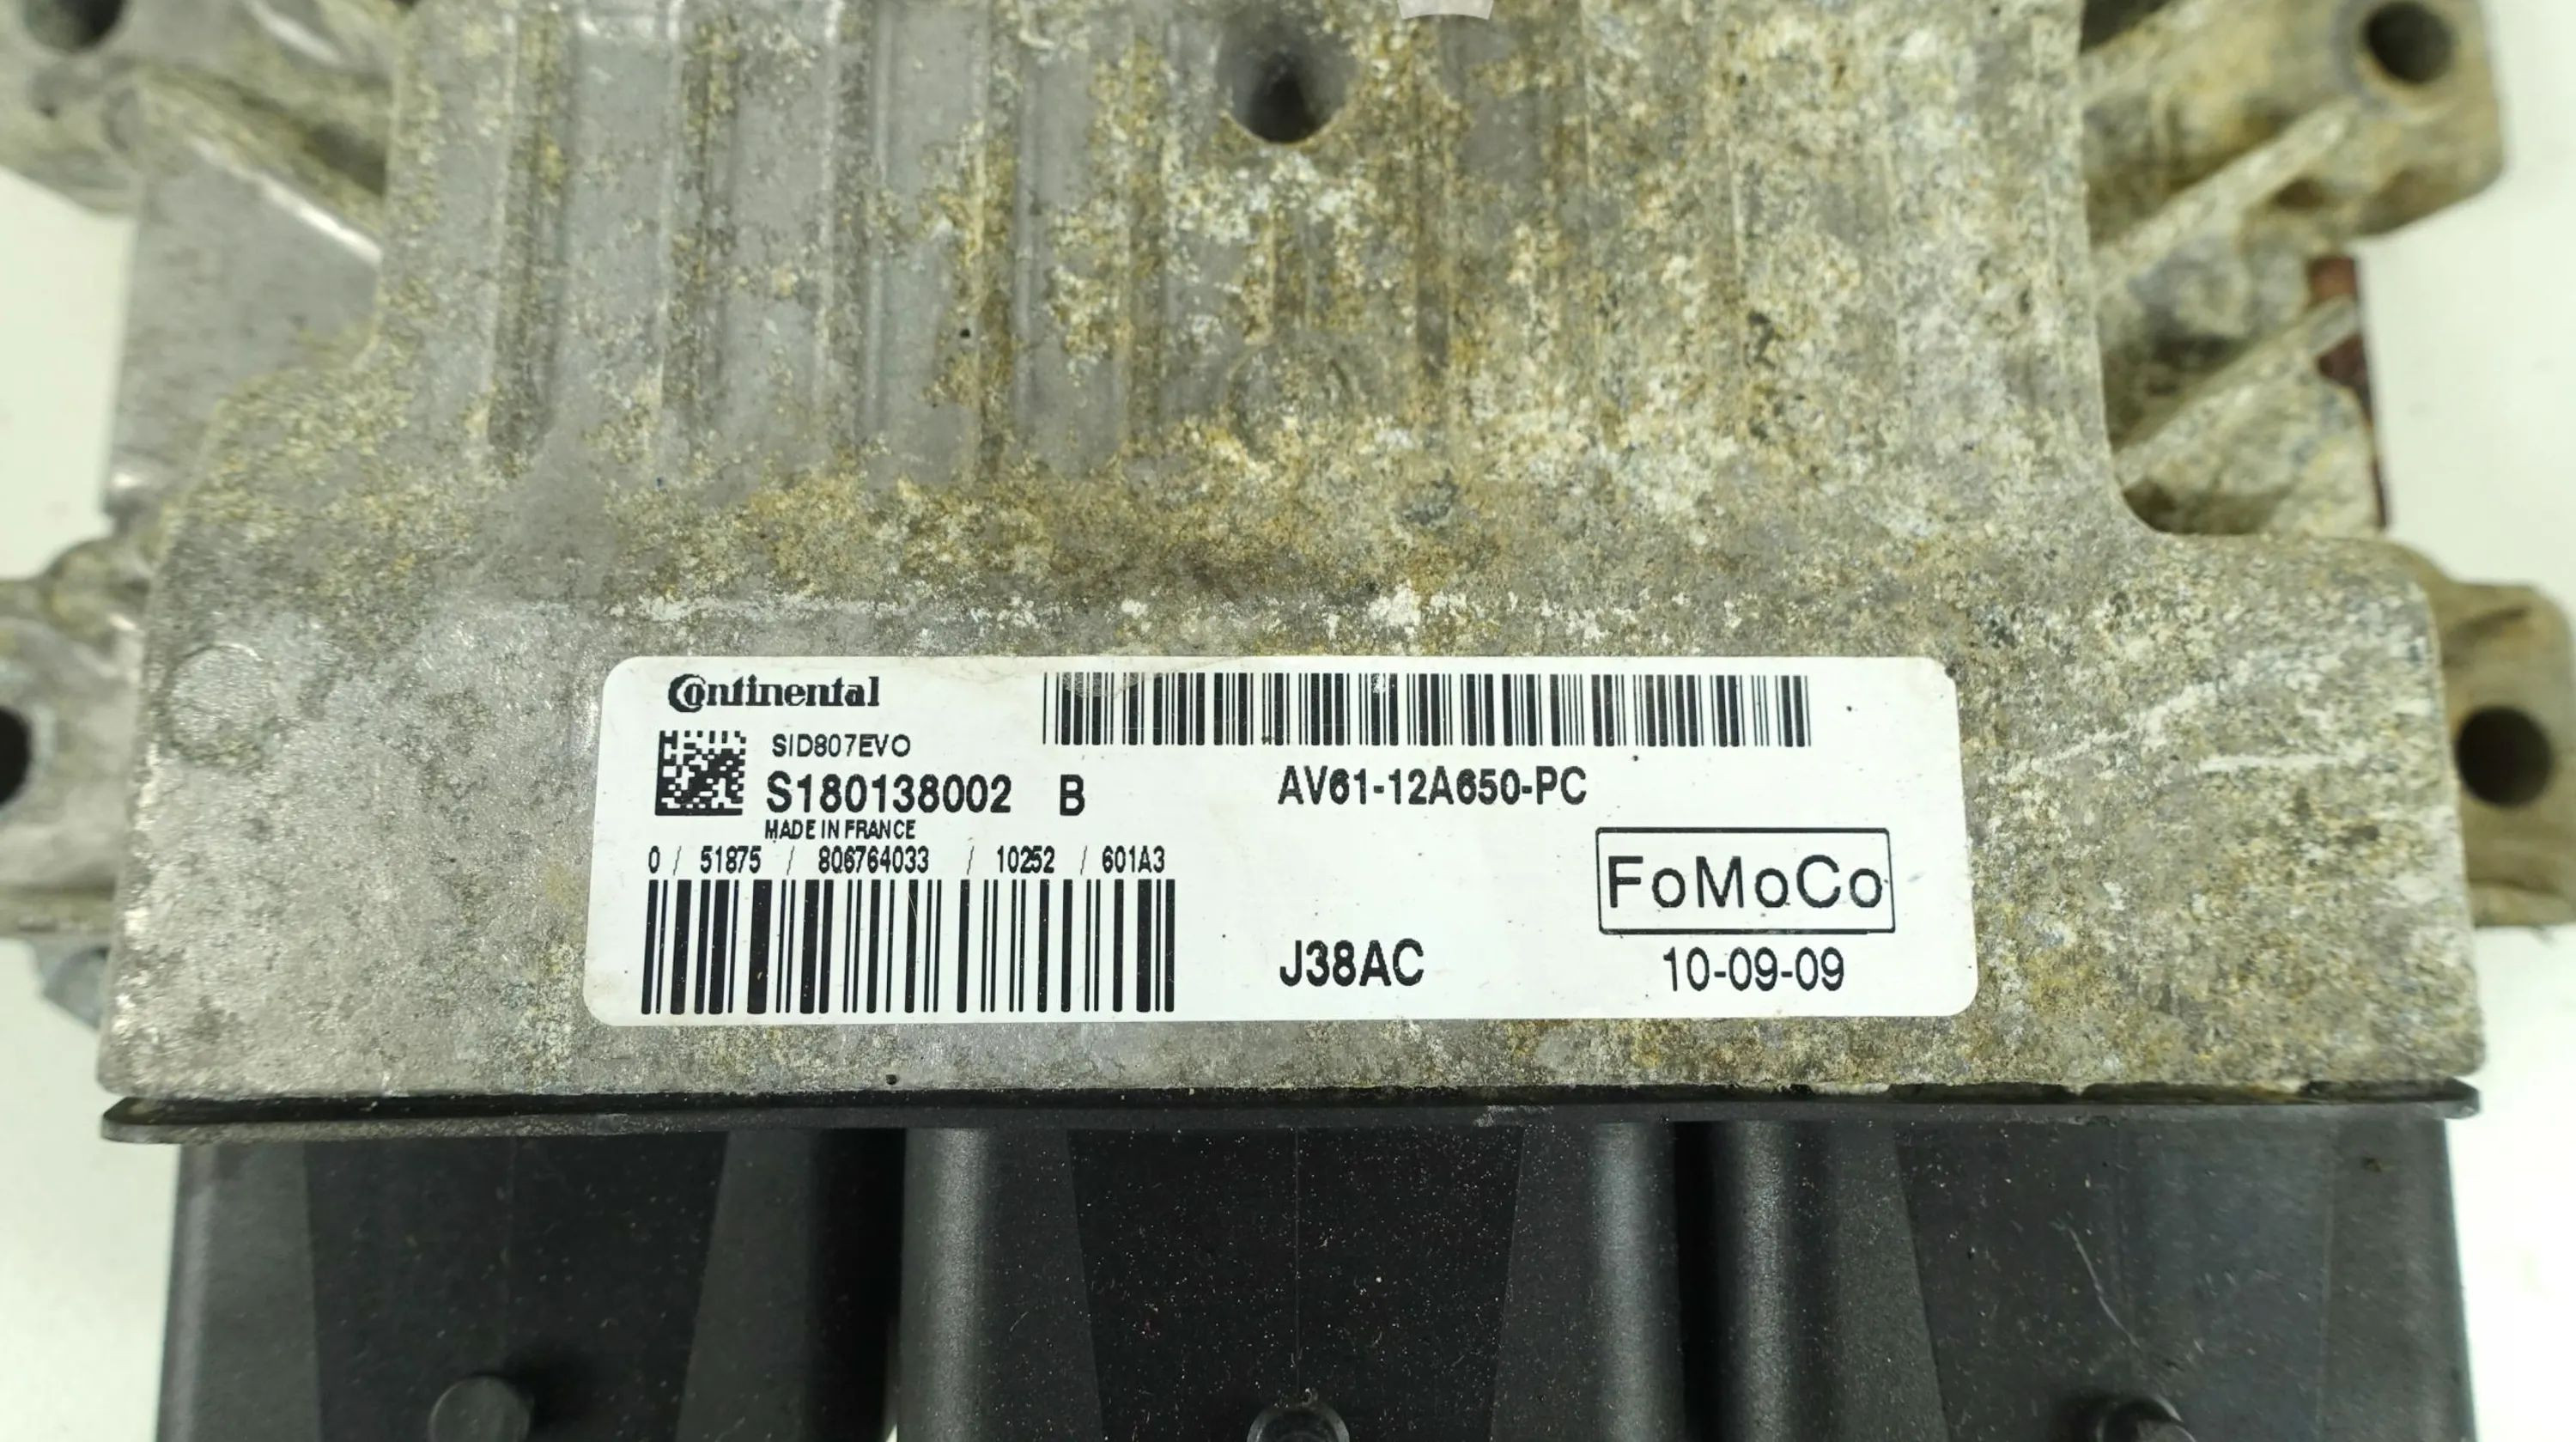 Continental
SID807EVO
S180138002 B
MADE IN FRANCE
0 / 51875 / 806764033 / 10252 / 601A3
AV61-12A650-PC
FoMoCo
J38AC
10-09-09